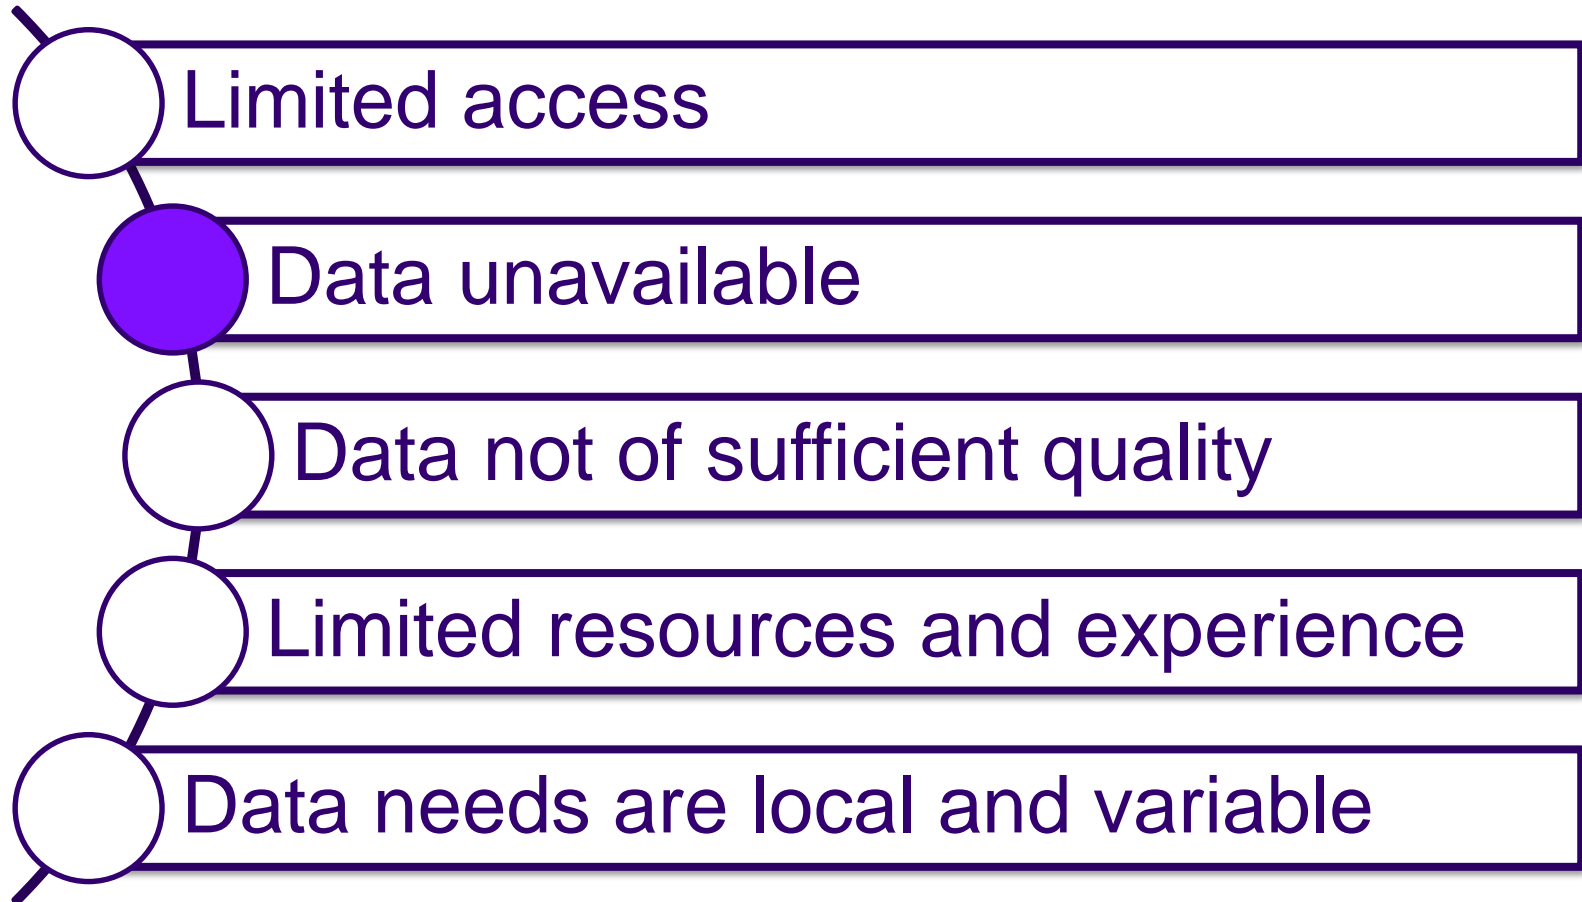 Limited access
Data unavailable
Data not of sufficient quality
Limited resources and experience
Data needs are local and variable